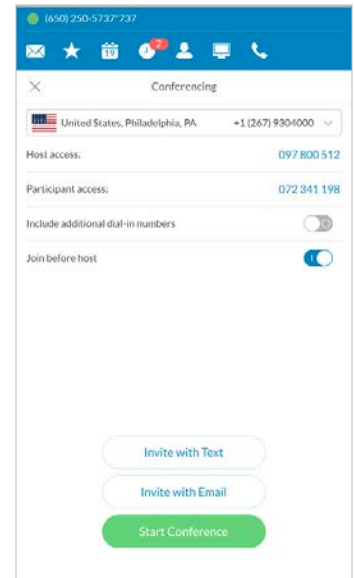 (650) 250-5737*737
19
2
Conferencing
United States, Philadelphia, PA +1 (267) 9304000
Host access: 097 800 512
Participant access: 072 341 198
Include additional dial-in numbers
Join before host
Invite with Text
Invite with Email
Start Conference